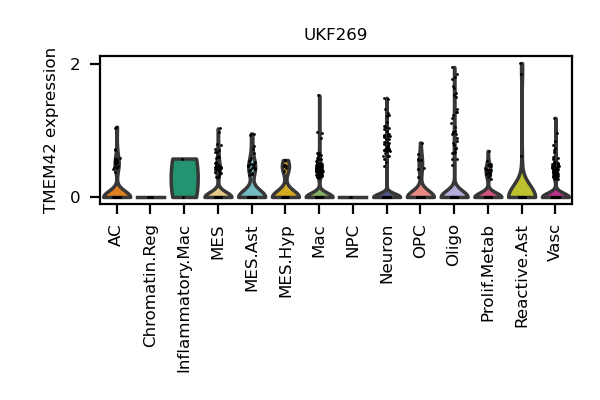 UKF269
TMEM42 expression
2
0
AC
Chromatin.Reg
Inflammatory.Mac
MES
MES.Ast
MES.Hyp
Mac
NPC
Neuron
OPC
Oligo
Prolif.Metab
Reactive.Ast
Vasc